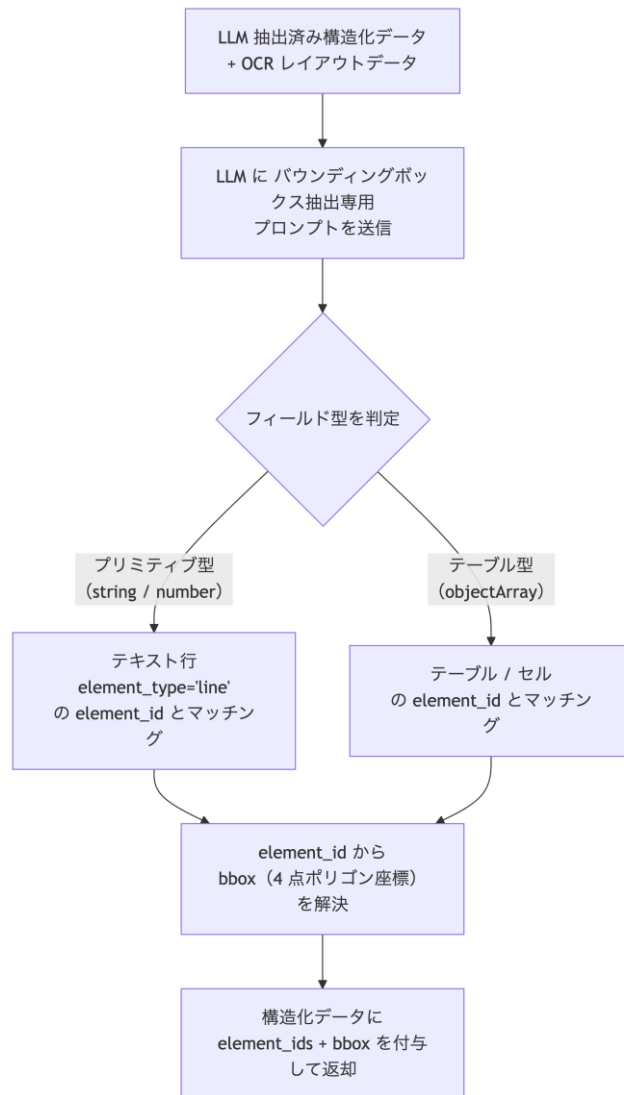 LLM 抽出済み構造化データ
+ OCR レイアウトデータ
LLM に バウンディングボッ
クス抽出専用
プロンプトを送信
フィールド型を判定
プリミティブ型
（string / number）
テーブル型
（objectArray）
テキスト行
element_type='line'
の element_id とマッチン
グ
テーブル / セル
の element_id とマッチン
グ
element_id から
bbox（4 点ポリゴン座標）
を解決
構造化データに
element_ids + bbox を付与
して返却